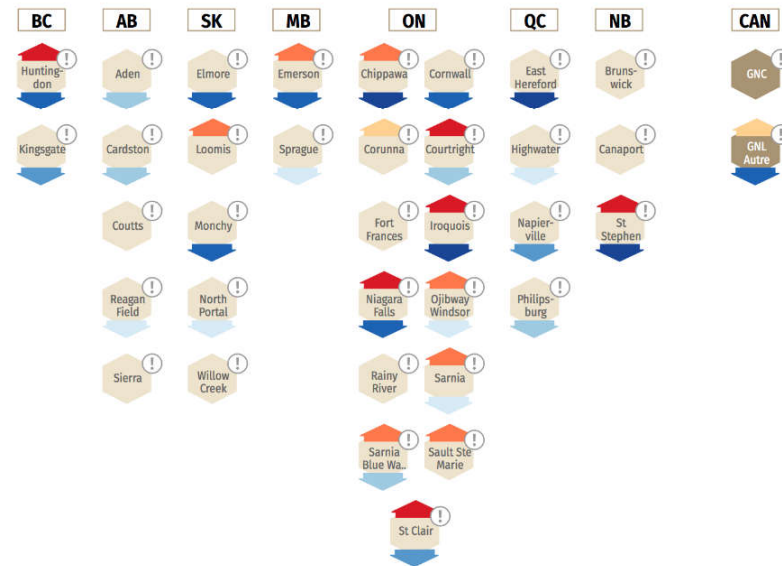 BC AB SK MB ON QC NB CAN
Hunting-
don
Aden
Elmore
Emerson
Chippawa
Cornwall
East
Hereford
Bruns-
wick
GNC
Kingsgate
Cardston
Loomis
Sprague
Corunna
Courtright
Highwater
Canaport
GNL
Autre
Coutts
Monchy
Fort
Frances
Iroquois
Napier-
ville
St
Stephen
Reagan
Field
North
Portal
Niagara
Falls
Ojibway
Windsor
Philips-
burg
Sierra
Willow
Creek
Rainy
River
Sarnia
Sarnia
Blue Wa..
Sault Ste
Marie
St Clair